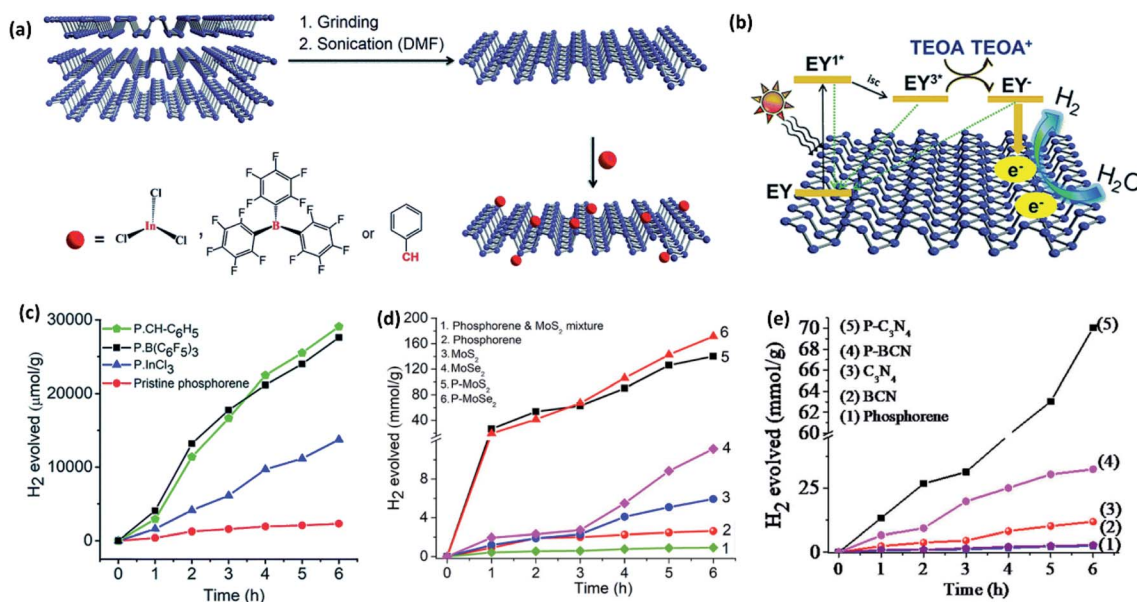 (a)
1. Grinding
2. Sonication (DMF)
=
Cl
In
Cl
Cl
,
F
F
F
F
F
F
F
F
B
F
F
F
F
F
F
F
or
CH
(b)
TEOA TEOA⁺
EY¹*
isc
EY³*
EY⁻
H₂
EY
e⁻
H₂O
e⁻
(c)
30000
20000
10000
0
H₂ evolved (μmol/g)
P.CH-C₆H₅
P.B(C₆F₅)₃
P.InCl₃
Pristine phosphorene
0 1 2 3 4 5 6
Time (h)
(d)
200
160
120
80
40
8
4
0
H₂ evolved (mmol/g)
1. Phosphorene & MoS₂ mixture
2. Phosphorene
3. MoS₂
4. MoSe₂
5. P-MoS₂
6. P-MoSe₂
6
5
4
3
2
1
0 1 2 3 4 5 6
Time (h)
(e)
70
65
60
50
25
0
H₂ evolved (mmol/g)
(5) P-C₃N₄
(4) P-BCN
(3) C₃N₄
(2) BCN
(1) Phosphorene
(5)
(4)
(3)
(2)
(1)
0 1 2 3 4 5 6
Time (h)